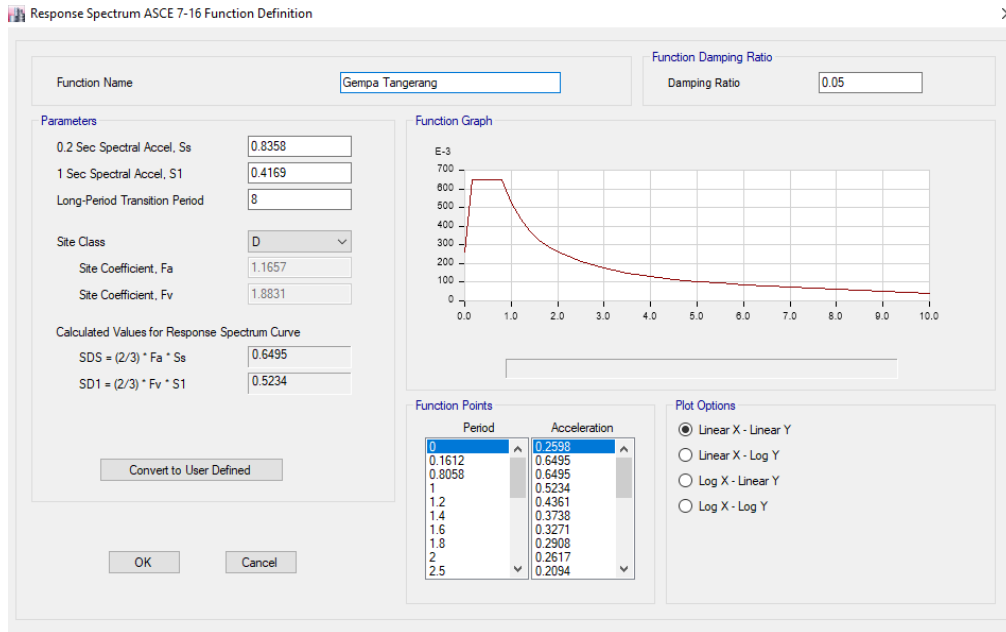 Response Spectrum ASCE 7-16 Function Definition
Function Name
Gempa Tangerang
Function Damping Ratio
Damping Ratio
0.05
Parameters
0.2 Sec Spectral Accel, Ss
0.8358
1 Sec Spectral Accel, S1
0.4169
Long-Period Transition Period
8
Site Class
D
Site Coefficient, Fa
1.1657
Site Coefficient, Fv
1.8831
Calculated Values for Response Spectrum Curve
SDS = (2/3) * Fa * Ss
0.6495
SD1 = (2/3) * Fv * S1
0.5234
Convert to User Defined
OK
Cancel
Function Graph
E-3
700
600
500
400
300
200
100
0
0.0 1.0 2.0 3.0 4.0 5.0 6.0 7.0 8.0 9.0 10.0
Function Points
Period Acceleration
0 0.2598
0.1612 0.6495
0.8058 0.6495
1 0.5234
1.2 0.4361
1.4 0.3738
1.6 0.3271
1.8 0.2908
2 0.2617
2.5 0.2094
Plot Options
Linear X - Linear Y
Linear X - Log Y
Log X - Linear Y
Log X - Log Y